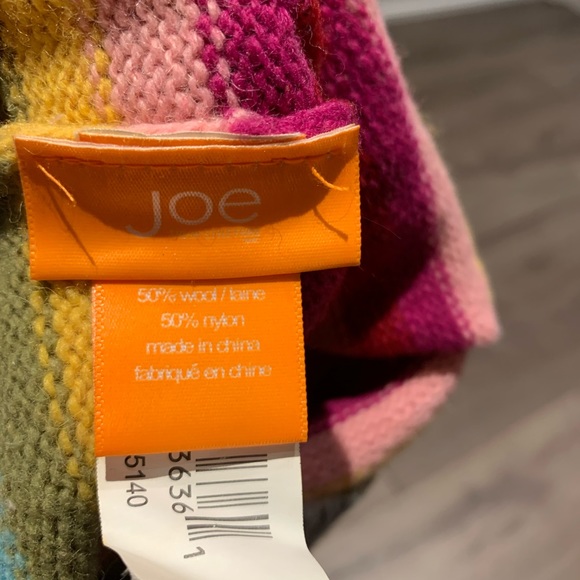 joe
50% wool / laine
50% nylon
made in china
fabriqué en chine
3636 1
5140